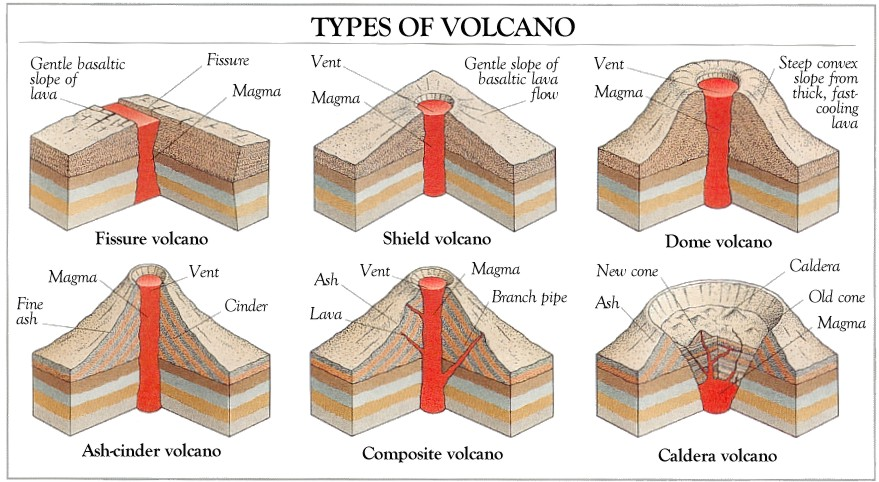 TYPES OF VOLCANO
Gentle basaltic
slope of
lava
Fissure
Magma
Fissure volcano
Vent
Magma
Gentle slope of
basaltic lava
flow
Shield volcano
Vent
Magma
Steep convex
slope from
thick, fast-
cooling
lava
Dome volcano
Magma
Vent
Fine
ash
Cinder
Ash-cinder volcano
Ash
Vent
Magma
Branch pipe
Lava
Composite volcano
New cone
Caldera
Ash
Old cone
Magma
Caldera volcano